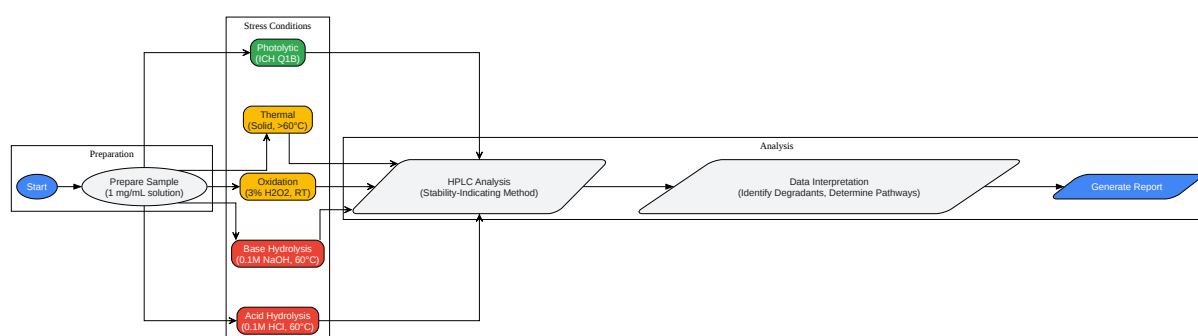 Stress Conditions
Photolytic
(ICH Q1B)
Thermal
(Solid, >60°C)
Preparation
Analysis
Start
Prepare Sample
(1 mg/mL solution)
Oxidation
(3% H2O2, RT)
HPLC Analysis
(Stability-Indicating Method)
Data Interpretation
(Identify Degradants, Determine Pathways)
Generate Report
Base Hydrolysis
(0.1M NaOH, 60°C)
Acid Hydrolysis
(0.1M HCl, 60°C)